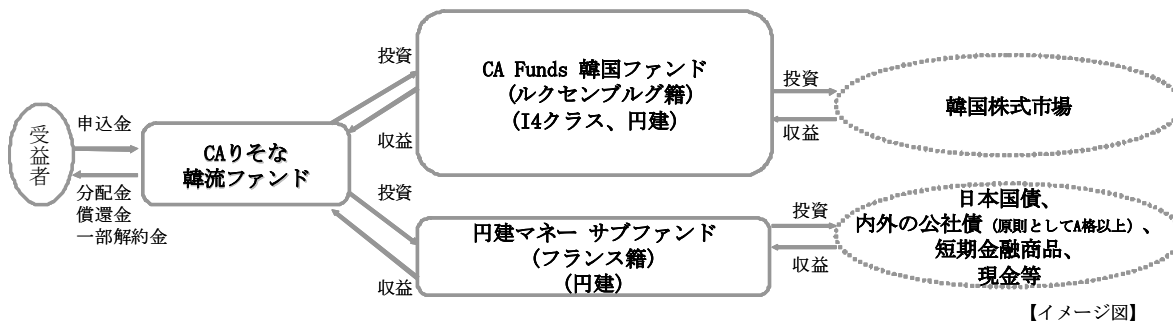 受益者
申込金
分配金
償還金
一部解約金
CAりそな
韓流ファンド
投資
収益
CA Funds 韓国ファンド
(ルクセンブルグ籍)
(I4クラス、円建)
投資
収益
韓国株式市場
投資
収益
円建マネー サブファンド
(フランス籍)
(円建)
投資
収益
日本国債、
内外の公社債（原則としてA格以上）、
短期金融商品、
現金等
【イメージ図】